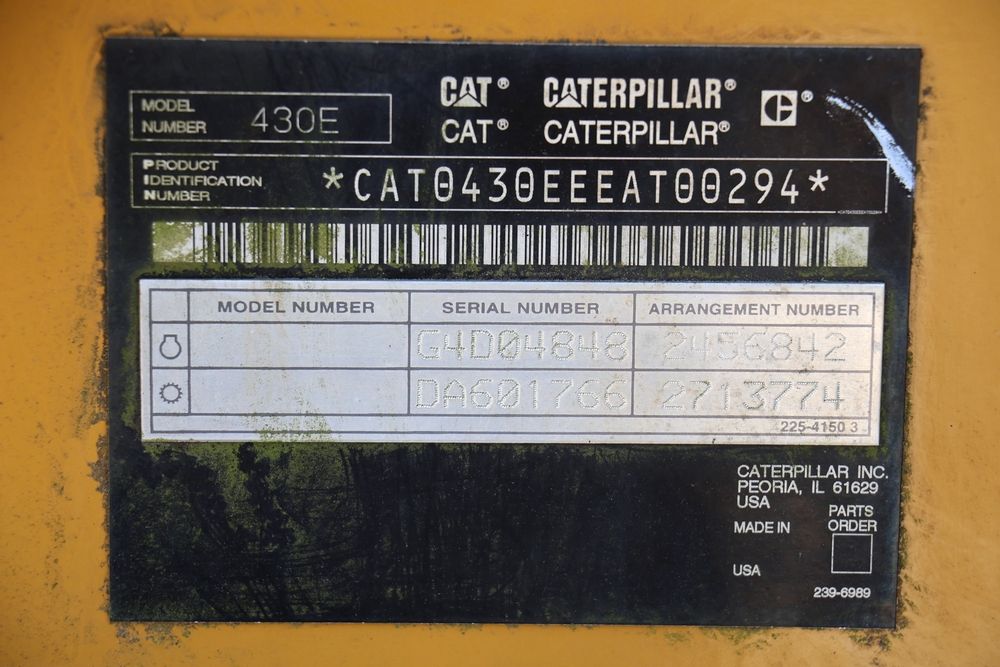 CAT® CATERPILLAR® C®
MODEL NUMBER 430E
CAT® CATERPILLAR®
PRODUCT IDENTIFICATION NUMBER *CAT0430EEEAT00294*
MODEL NUMBER SERIAL NUMBER ARRANGEMENT NUMBER
G4D04848 2456842
DA601766 2713774
225-4150 3
CATERPILLAR INC.
PEORIA, IL 61629
USA
PARTS
MADE IN ORDER
USA
239-6989